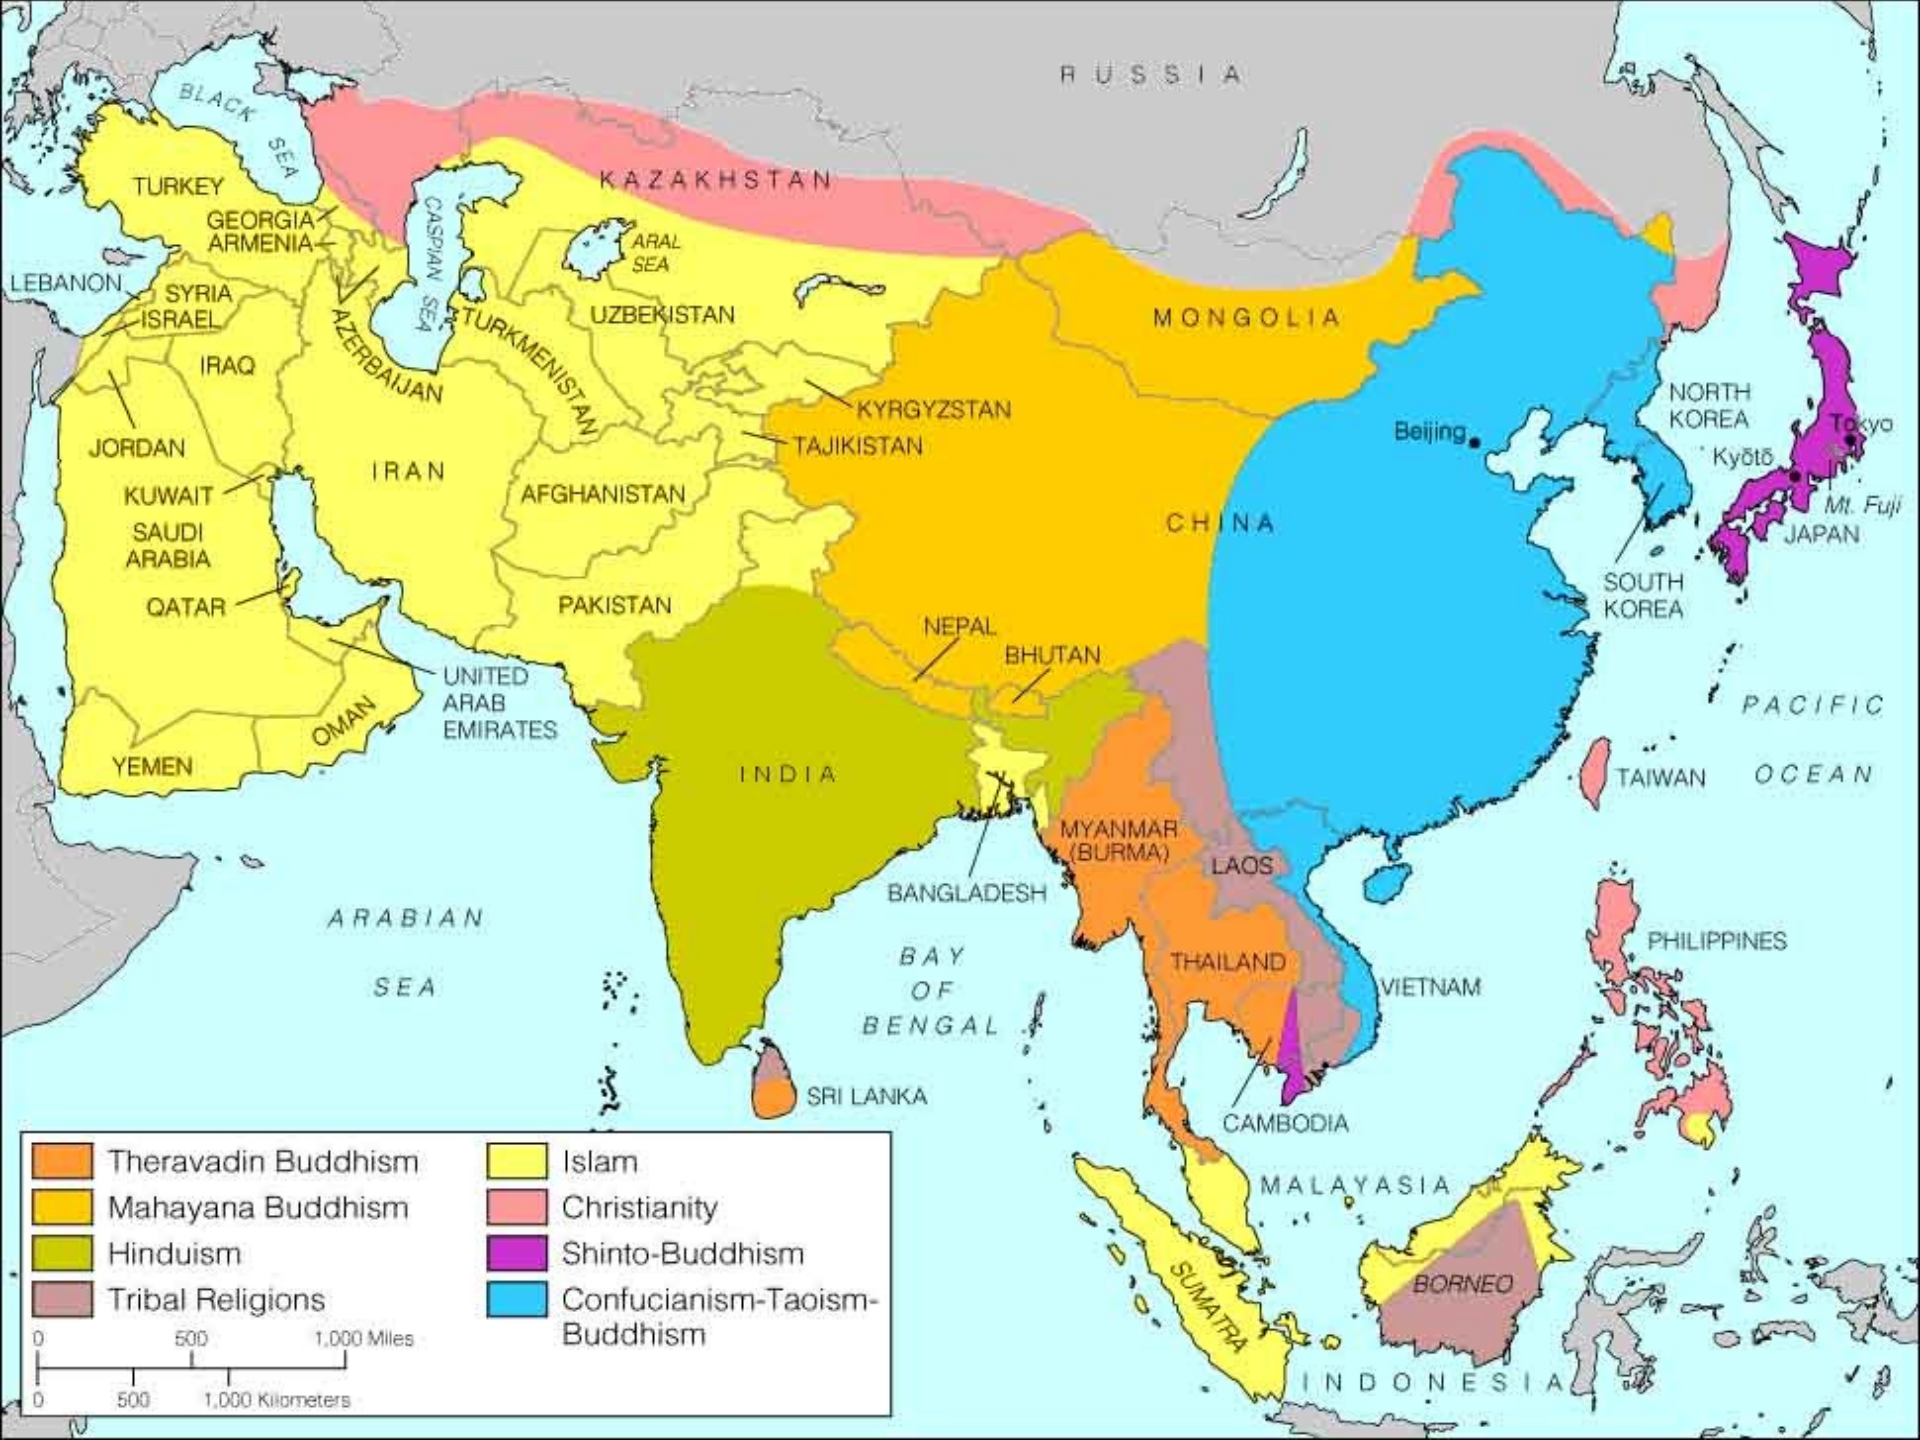 RUSSIA
BLACK
SEA
TURKEY
KAZAKHSTAN
GEORGIA
ARMENIA
CASPIAN SEA
ARAL
SEA
LEBANON
SYRIA
ISRAEL
UZBEKISTAN
TURKMENISTAN
MONGOLIA
IRAQ
AZERBAIJAN
KYRGYZSTAN
NORTH
KOREA
JORDAN
TAJIKISTAN
Beijing
Tokyo
Kyōtō
IRAN
KUWAIT
AFGHANISTAN
Mt. Fuji
SAUDI
ARABIA
CHINA
JAPAN
QATAR
PAKISTAN
SOUTH
KOREA
NEPAL
BHUTAN
UNITED
ARAB
EMIRATES
OMAN
PACIFIC
OCEAN
YEMEN
INDIA
TAIWAN
MYANMAR
(BURMA)
LAOS
BANGLADESH
ARABIAN
SEA
BAY
OF
BENGAL
THAILAND
VIETNAM
PHILIPPINES
SRI LANKA
CAMBODIA
MALAYASIA
SUMATRA
BORNEO
INDONESIA
Theravadin Buddhism
Mahayana Buddhism
Hinduism
Tribal Religions
Islam
Christianity
Shinto-Buddhism
Confucianism-Taoism-
Buddhism
0 500 1,000 Miles
0 500 1,000 Kilometers